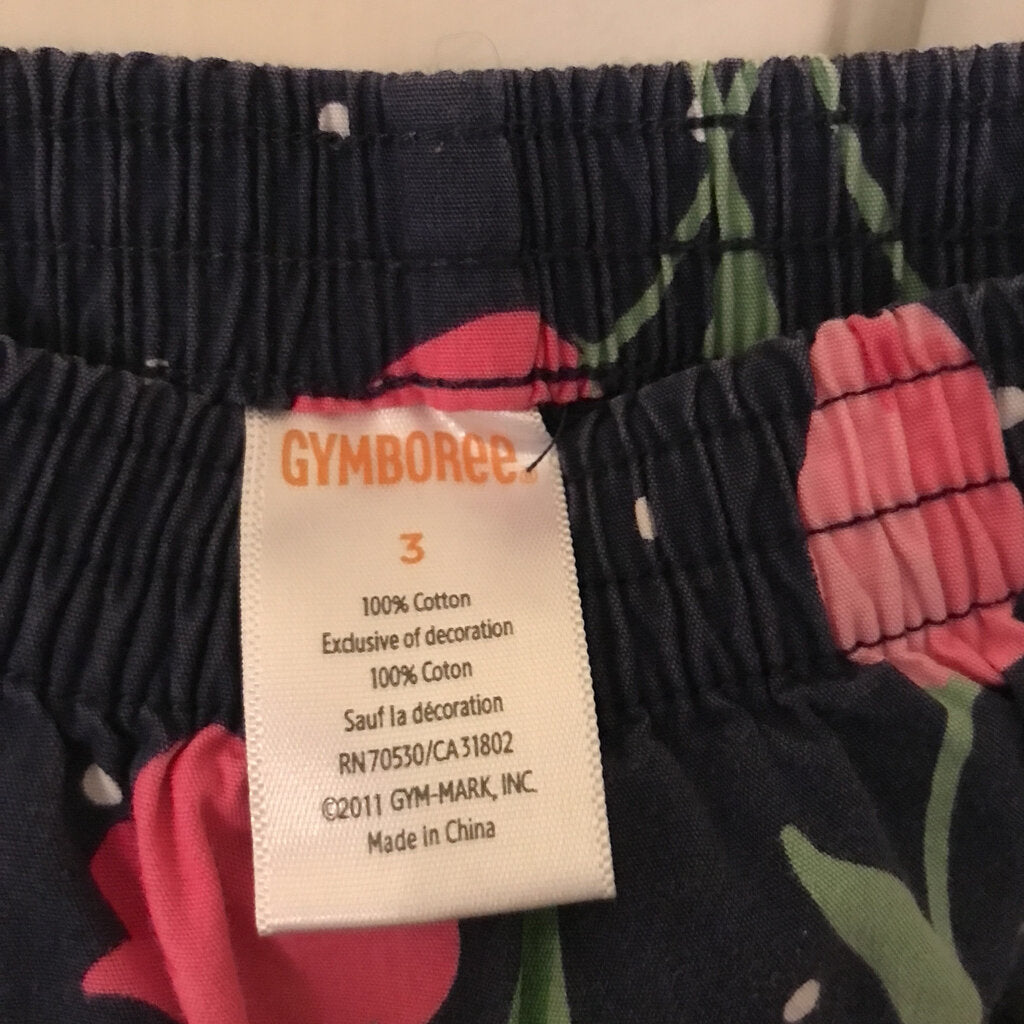 GYMBOREE
3
100% Cotton
Exclusive of decoration
100% Coton
Sauf la décoration
RN70530/CA31802
©2011 GYM-MARK, INC.
Made in China